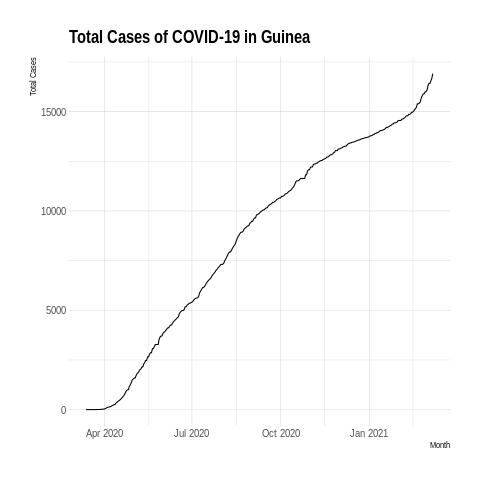 Total Cases of COVID-19 in Guinea
Total Cases
15000
10000
5000
0
Apr 2020 Jul 2020 Oct 2020 Jan 2021
Month